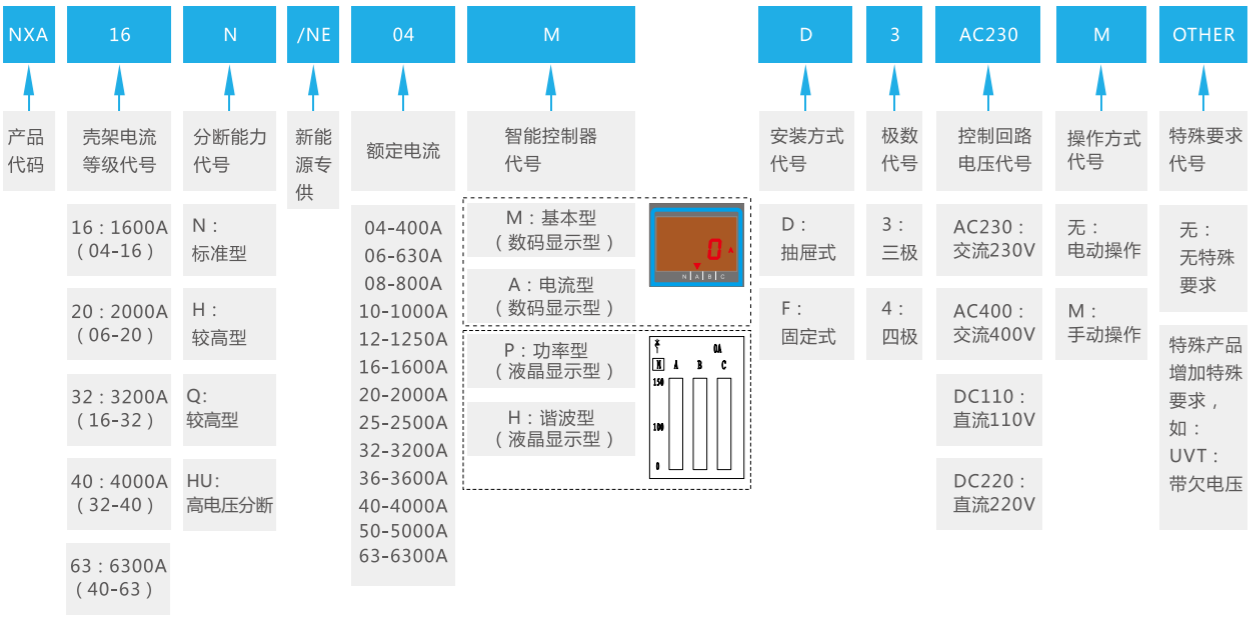 NXA 16 N /NE 04 M D 3 AC230 M OTHER
产品
代码
壳架电流
等级代号
分断能力
代号
新能
源专
供
额定电流
智能控制器
代号
安装方式
代号
极数
代号
控制回路
电压代号
操作方式
代号
特殊要求
代号
16：1600A
（04-16）
20：2000A
（06-20）
32：3200A
（16-32）
40：4000A
（32-40）
63：6300A
（40-63）
N：
标准型
H：
较高型
Q:
较高型
HU:
高电压分断
04-400A
06-630A
08-800A
10-1000A
12-1250A
16-1600A
20-2000A
25-2500A
32-3200A
36-3600A
40-4000A
50-5000A
63-6300A
M：基本型
（数码显示型）
A：电流型
（数码显示型）
0 A
N A B C
P：功率型
（液晶显示型）
H：谐波型
（液晶显示型）
0A
N A B C
150
100
0
D：
抽屉式
F：
固定式
3：
三极
4：
四极
AC230：
交流230V
AC400：
交流400V
DC110：
直流110V
DC220：
直流220V
无：
电动操作
M：
手动操作
无：
无特殊
要求
特殊产品
增加特殊
要求，
如：
UVT：
带欠电压